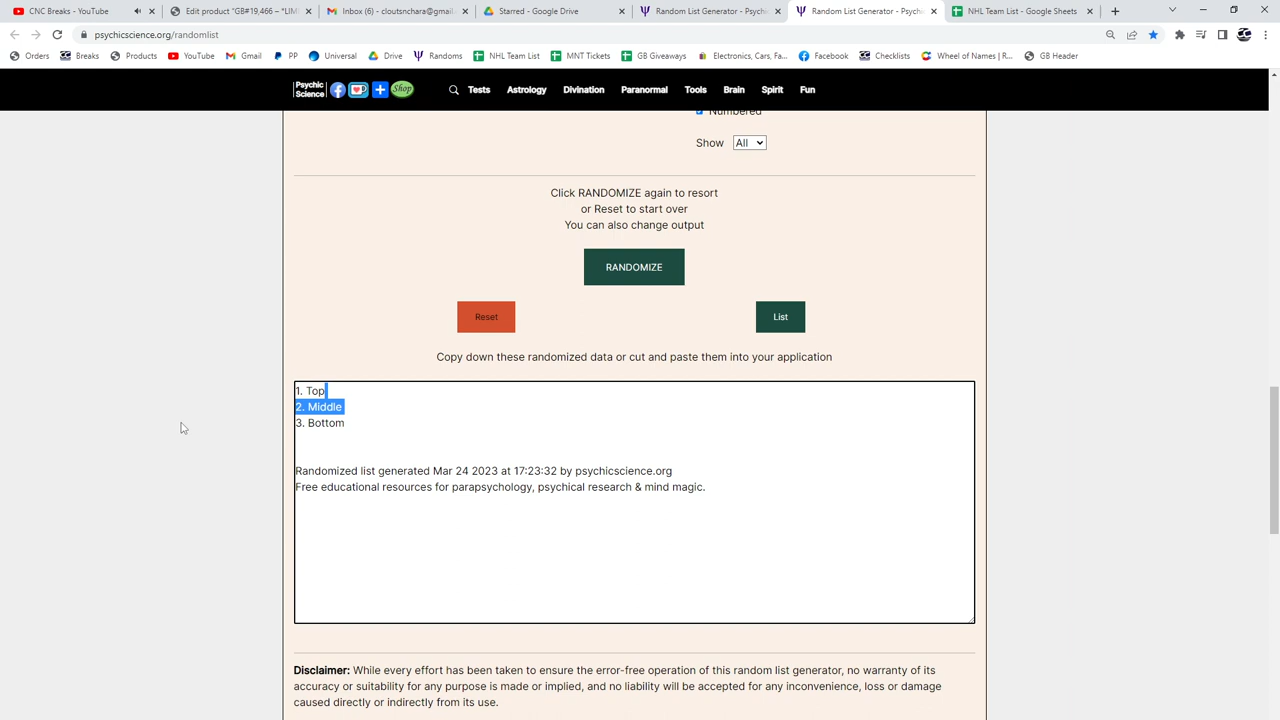 CNC Breaks - YouTube
Edit product "GB#19,466 – *LIM
Inbox (6) - cloutsnchara@gmail
Starred - Google Drive
Random List Generator - Psychic
Random List Generator - Psychic
NHL Team List - Google Sheets
psychicscience.org/randomlist
Orders
Breaks
Products
YouTube
Gmail
PP
Universal
Drive
Randoms
NHL Team List
MNT Tickets
GB Giveaways
Electronics, Cars, Fa...
Facebook
Checklists
Wheel of Names | R...
GB Header
Psychic Science
Shop
Tests
Astrology
Divination
Paranormal
Tools
Brain
Spirit
Fun
Numbered
Show All
Click RANDOMIZE again to resort
or Reset to start over
You can also change output
RANDOMIZE
Reset
List
Copy down these randomized data or cut and paste them into your application
1. Top
2. Middle
3. Bottom
Randomized list generated Mar 24 2023 at 17:23:32 by psychicscience.org
Free educational resources for parapsychology, psychical research & mind magic.
Disclaimer: While every effort has been taken to ensure the error-free operation of this random list generator, no warranty of its
accuracy or suitability for any purpose is made or implied, and no liability will be accepted for any inconvenience, loss or damage
caused directly or indirectly from its use.